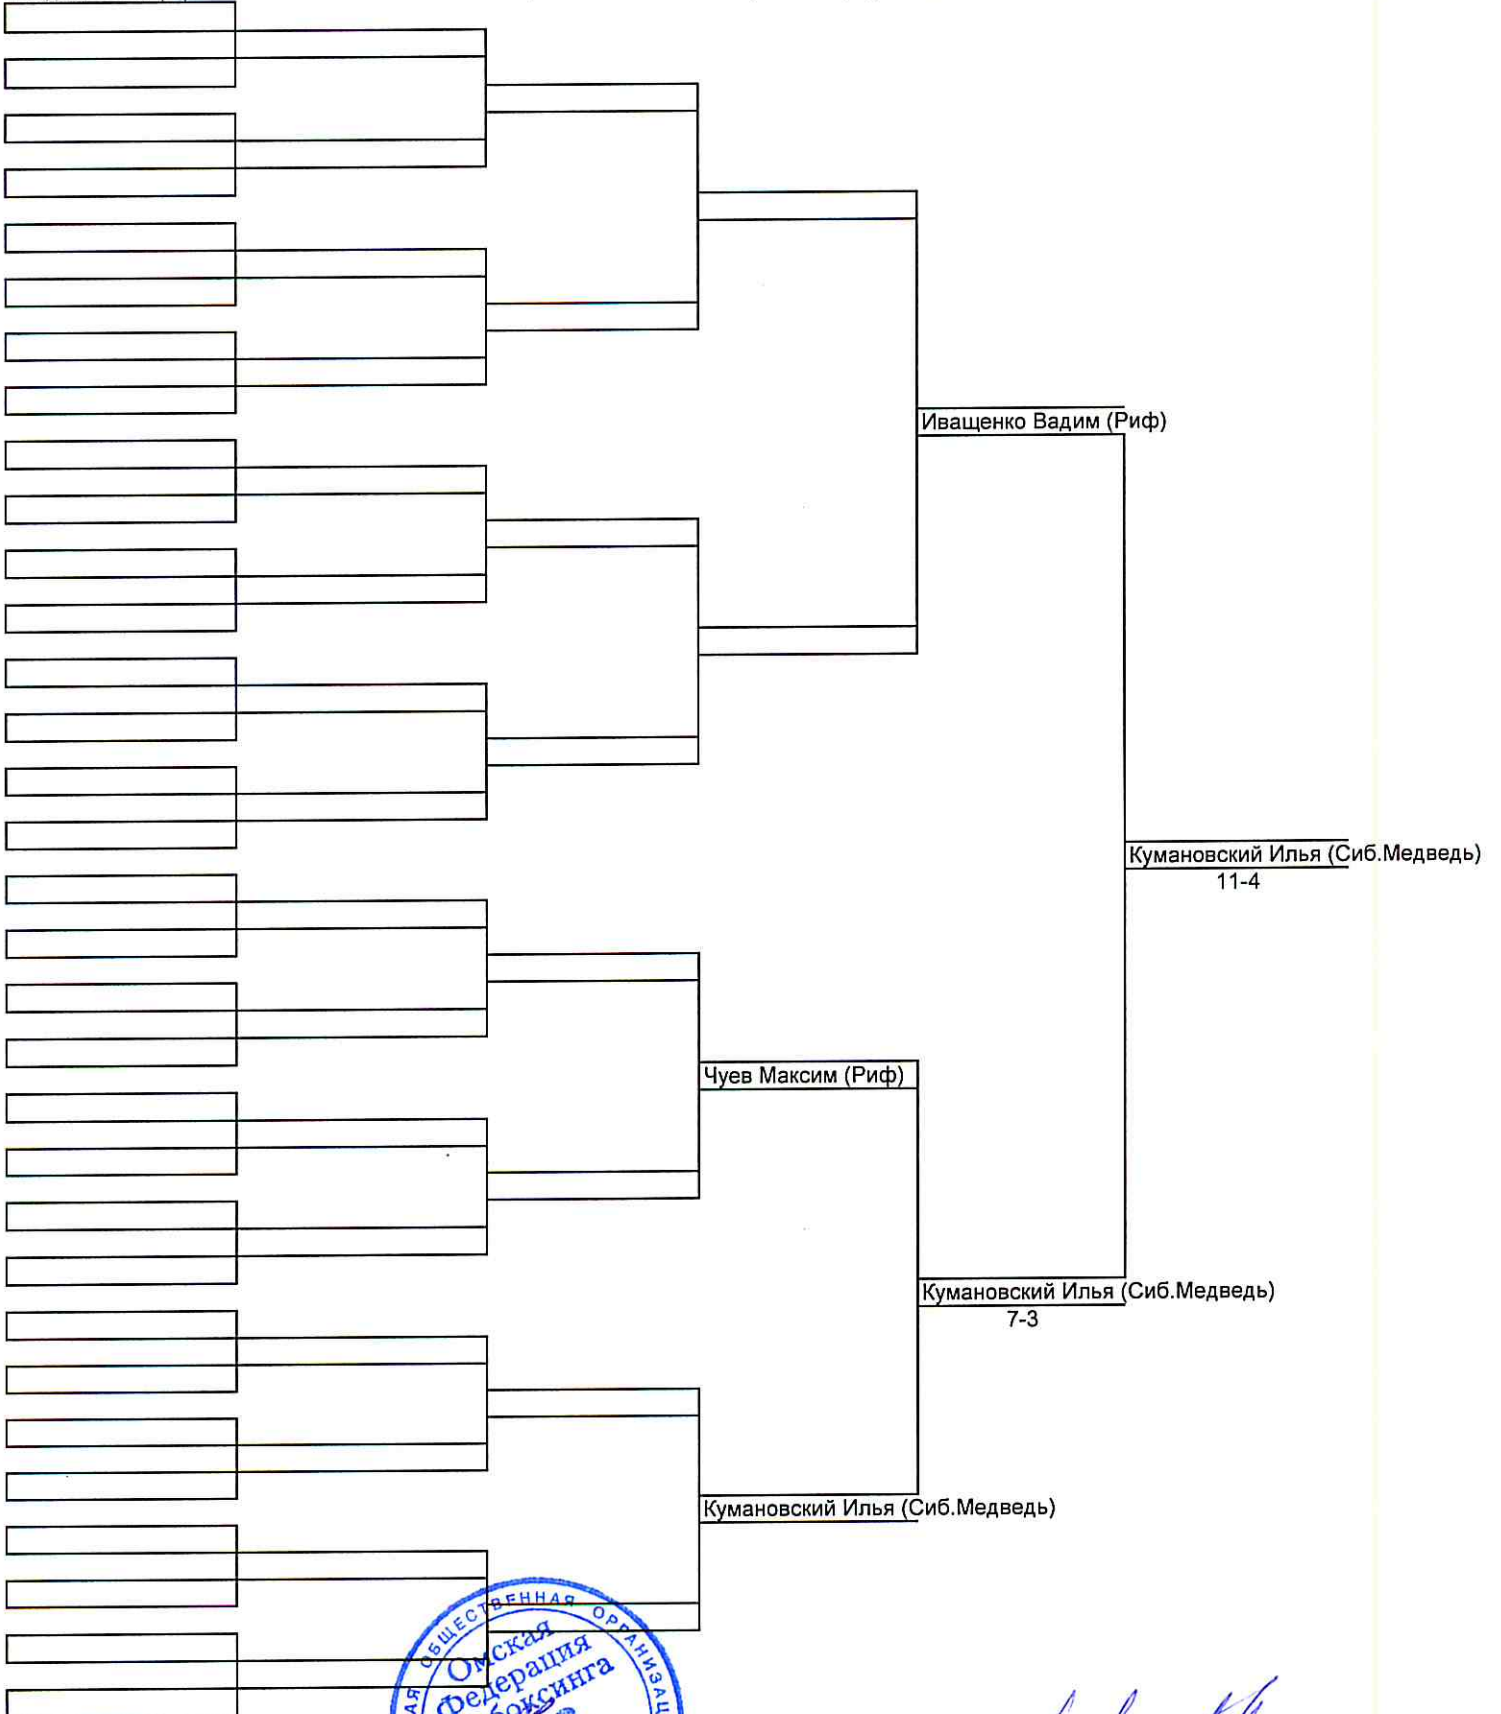 Иващенко Вадим (Риф)
Кумановский Илья (Сиб.Медведь)
11-4
Чуев Максим (Риф)
Кумановский Илья (Сиб.Медведь)
7-3
Кумановский Илья (Сиб.Медведь)
ОБЩЕСТВЕННАЯ
Омская
Федерация